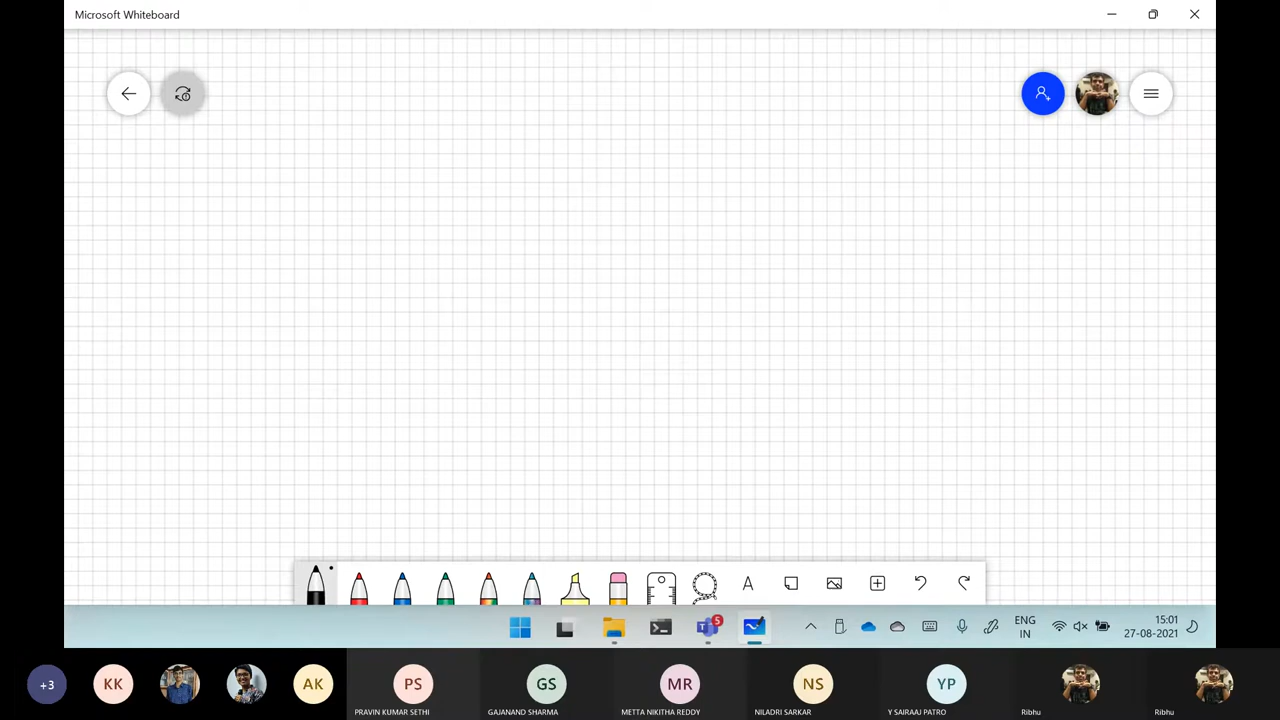 Microsoft Whiteboard
A
5
ENG
IN
15:01
27-08-2021
+3
KK
AK
PS
GS
MR
NS
YP
PRAVIN KUMAR SETHI
GAJANAND SHARMA
METTA NIKITHA REDDY
NILADRI SARKAR
Y SAIRAAJ PATRO
Ribhu
Ribhu